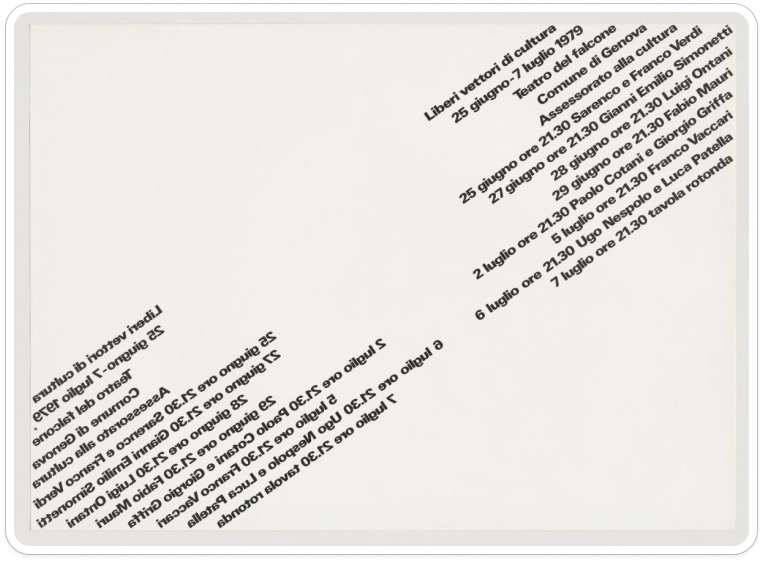 Liberi vettori di cultura
25 giugno-7 luglio 1979
Teatro del falcone
Comune di Genova
Assessorato alla cultura
25 giugno ore 21.30 Sarenco e Franco Verdi
27 giugno ore 21.30 Gianni Emilio Simonetti
28 giugno ore 21.30 Luigi Ontani
29 giugno ore 21.30 Fabio Mauri
2 luglio ore 21.30 Paolo Cotani e Giorgio Griffa
5 luglio ore 21.30 Franco Vaccari
6 luglio ore 21.30 Ugo Nespolo e Luca Patella
7 luglio ore 21.30 tavola rotonda
Liberi vettori di cultura
25 giugno-7 luglio 1979
Teatro del falcone
Comune di Genova
Assessorato alla cultura
25 giugno ore 21.30 Sarenco e Franco Verdi
27 giugno ore 21.30 Gianni Emilio Simonetti
28 giugno ore 21.30 Luigi Ontani
29 giugno ore 21.30 Fabio Mauri
2 luglio ore 21.30 Paolo Cotani e Giorgio Griffa
5 luglio ore 21.30 Franco Vaccari
6 luglio ore 21.30 Ugo Nespolo e Luca Patella
7 luglio ore 21.30 tavola rotonda